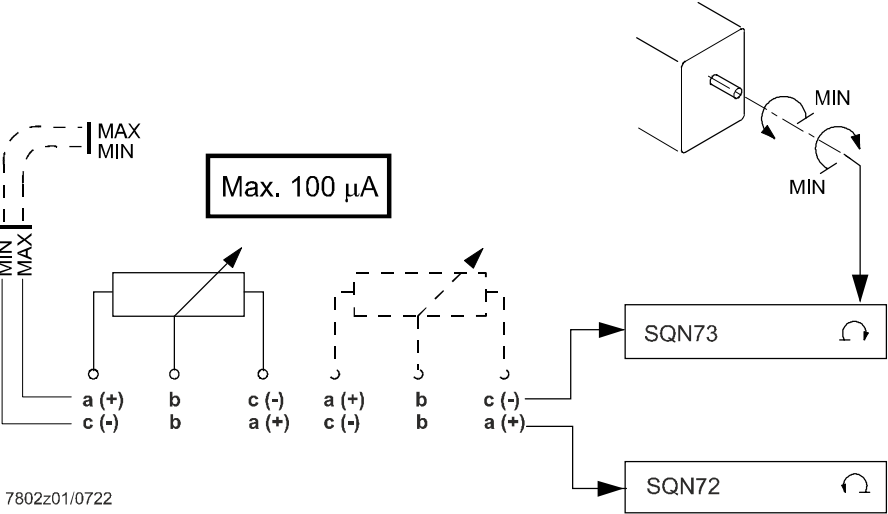 MIN
MAX
MIN
MIN
Max. 100 μA
MIN
MAX
SQN73
a (+) b c (-) a (+) b c (-)
c (-) b a (+) c (-) b a (+)
SQN72
7802z01/0722